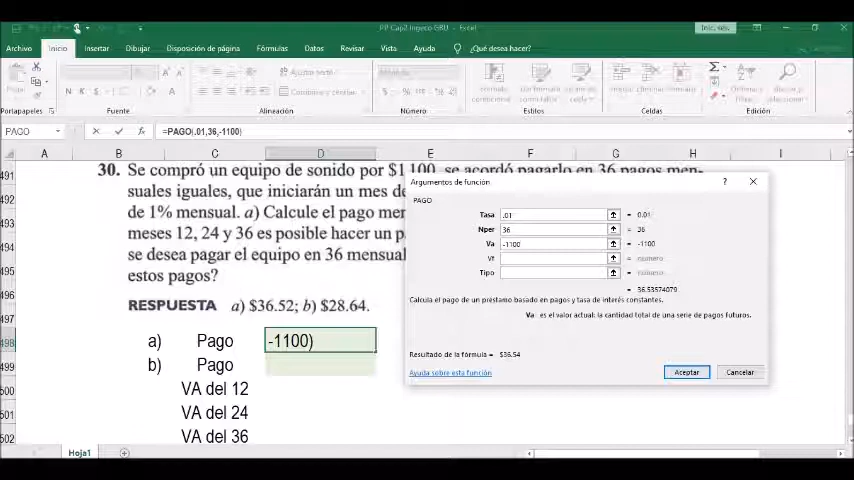 PP Cap2 Ingeco GBU - Excel
Inic. ses.
Archivo Inicio Insertar Dibujar Disposición de página Fórmulas Datos Revisar Vista Ayuda ¿Qué desea hacer?
Ajustar texto
Combinar y centrar
N K S
$ % 000
Portapapeles Fuente Alineación Número Estilos Celdas
PAGO =PAGO(.01,36,-1100)
A B C D E F G H I
491 30. Se compró un equipo de sonido por $1 100, se acordó pagarlo en 36 pagos men-
492 suales iguales, que iniciarán un mes de
493 de 1% mensual. a) Calcule el pago men
494 meses 12, 24 y 36 es posible hacer un p
495 se desea pagar el equipo en 36 mensual
496 estos pagos?
497 RESPUESTA a) $36.52; b) $28.64.
498 a) Pago -1100)
499 b) Pago
500 VA del 12
501 VA del 24
502 VA del 36
Argumentos de función ? ×
PAGO
Tasa .01 = 0.01
Nper 36 = 36
Va -1100 = -1100
Vf = número
Tipo = número
= 36.53574079
Calcula el pago de un préstamo basado en pagos y tasa de interés constantes.
Va es el valor actual: la cantidad total de una serie de pagos futuros.
Resultado de la fórmula = $36.54
Ayuda sobre esta función Aceptar Cancelar
Hoja1